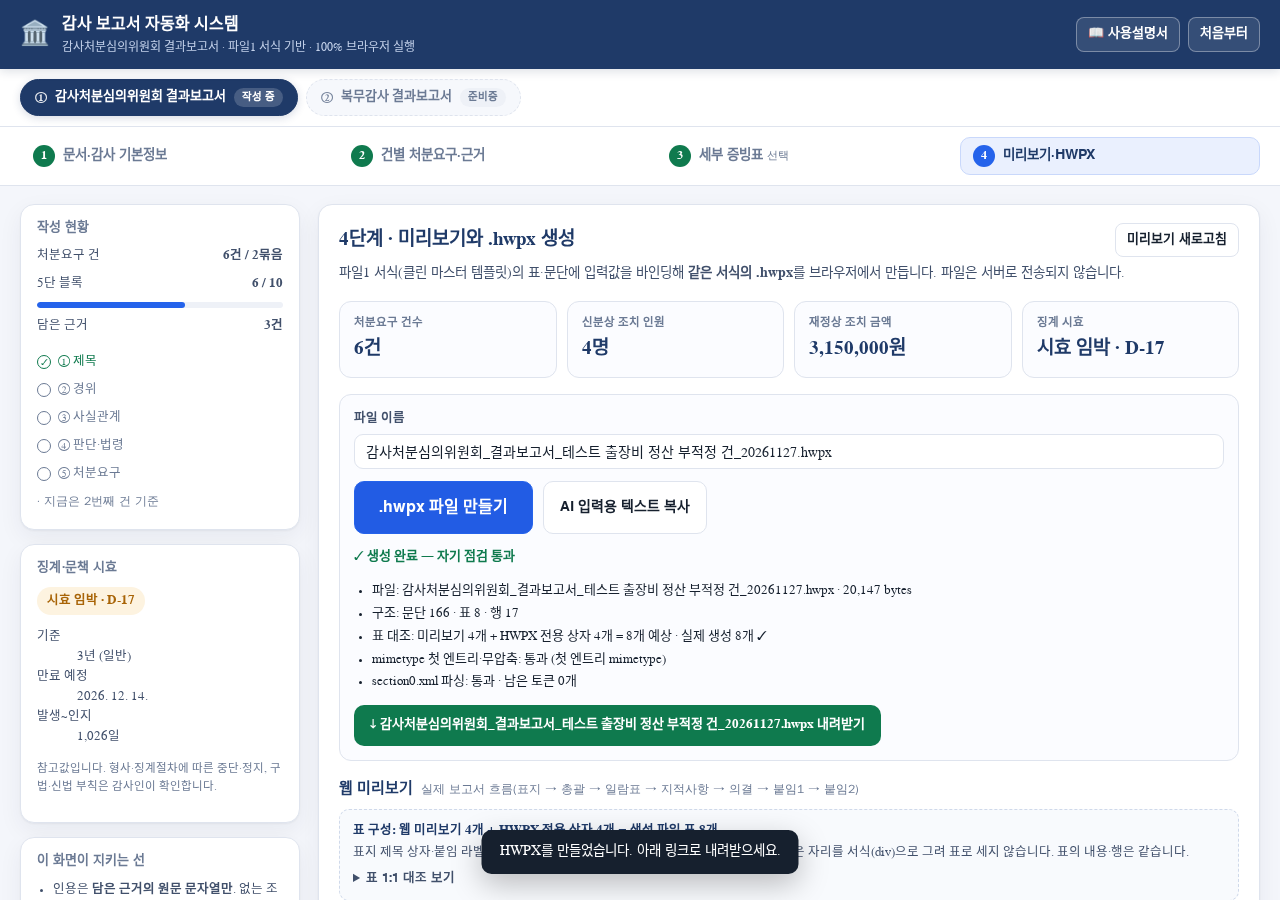 🏛️ 감사 보고서 자동화 시스템
감사처분심의위원회 결과보고서 · 파일1 서식 기반 · 100% 브라우저 실행
📖 사용설명서
처음부터
① 감사처분심의위원회 결과보고서 작성 중
② 복무감사 결과보고서 준비중
1 문서·감사 기본정보
2 건별 처분요구·근거
3 세부 증빙표 선택
4 미리보기·HWPX
작성 현황
처분요구 건 6건 / 2묶음
5단 블록 6 / 10
담은 근거 3건
✓ ① 제목
② 경위
③ 사실관계
④ 판단·법령
⑤ 처분요구
· 지금은 2번째 건 기준
징계·문책 시효
시효 임박 · D-17
기준
3년 (일반)
만료 예정
2026. 12. 14.
발생~인지
1,026일
참고값입니다. 형사·징계절차에 따른 중단·정지, 구
법·신법 부칙은 감사인이 확인합니다.
이 화면이 지키는 선
• 인용은 담은 근거의 원문 문자열만. 없는 조
4단계 · 미리보기와 .hwpx 생성
미리보기 새로고침
파일1 서식(클린 마스터 템플릿)의 표·문단에 입력값을 바인딩해 같은 서식의 .hwpx를 브라우저에서 만듭니다. 파일은 서버로 전송되지 않습니다.
처분요구 건수
6건
신분상 조치 인원
4명
재정상 조치 금액
3,150,000원
징계 시효
시효 임박 · D-17
파일 이름
감사처분심의위원회_결과보고서_테스트 출장비 정산 부적정 건_20261127.hwpx
.hwpx 파일 만들기
AI 입력용 텍스트 복사
✓ 생성 완료 — 자기 점검 통과
• 파일: 감사처분심의위원회_결과보고서_테스트 출장비 정산 부적정 건_20261127.hwpx · 20,147 bytes
• 구조: 문단 166 · 표 8 · 행 17
• 표 대조: 미리보기 4개 + HWPX 전용 상자 4개 = 8개 예상 · 실제 생성 8개 ✓
• mimetype 첫 엔트리·무압축: 통과 (첫 엔트리 mimetype)
• section0.xml 파싱: 통과 · 남은 토큰 0개
↓ 감사처분심의위원회_결과보고서_테스트 출장비 정산 부적정 건_20261127.hwpx 내려받기
웹 미리보기 실제 보고서 흐름(표지 → 총괄 → 일람표 → 지적사항 → 의결 → 붙임1 → 붙임2)
표 구성: 웹 미리보기 4개 + HWPX 전용 상자 4개 = 생성 파일 표 8개
표지 제목 상자·붙임 라벨 자리를 서식(div)으로 그려 표로 세지 않습니다. 표의 내용·행은 같습니다.
▶ 표 1:1 대조 보기
HWPX를 만들었습니다. 아래 링크로 내려받으세요.